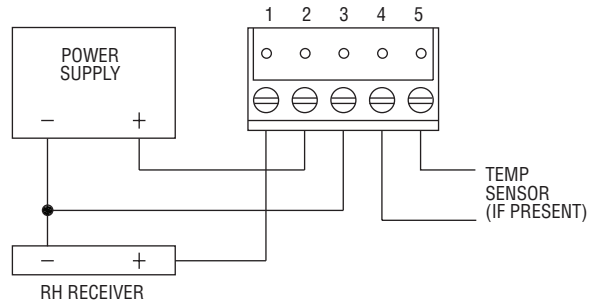 1 2 3 4 5
POWER
SUPPLY
− +
TEMP
SENSOR
(IF PRESENT)
− +
RH RECEIVER